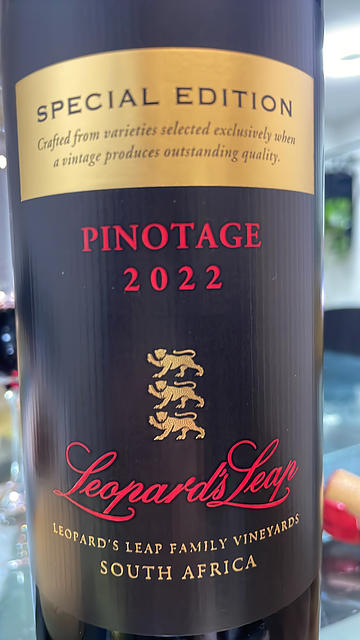 SPECIAL EDITION
Crafted from varieties selected exclusively when
a vintage produces outstanding quality.
PINOTAGE
2022
Leopard's Leap
LEOPARD'S LEAP FAMILY VINEYARDS
SOUTH AFRICA